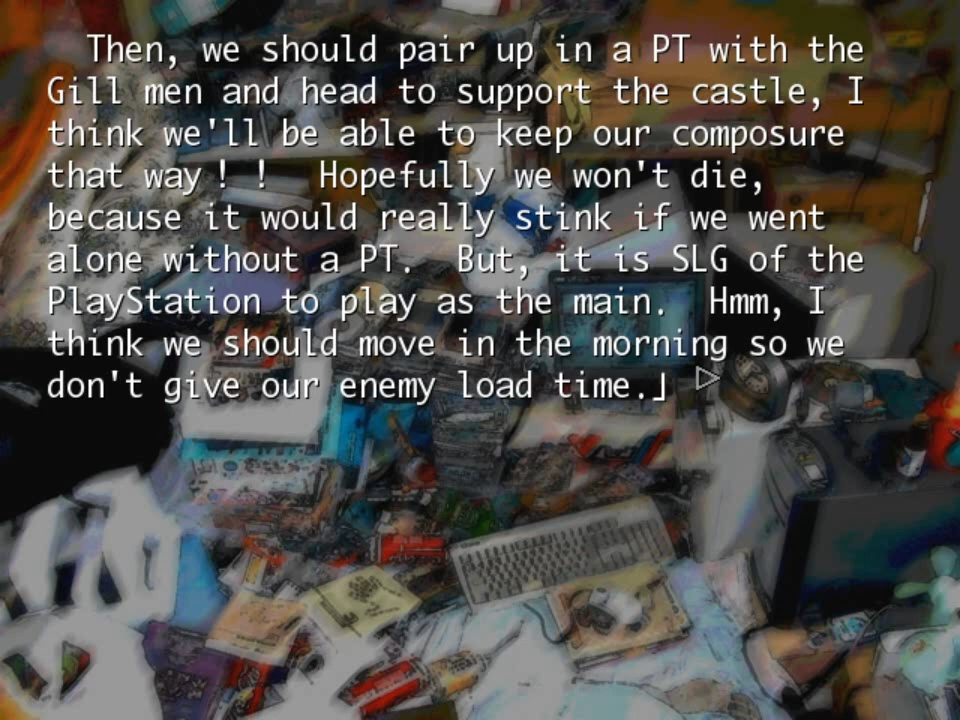 Then, we should pair up in a PT with the
Gill men and head to support the castle, I
think we'll be able to keep our composure
that way！！ Hopefully we won't die,
because it would really stink if we went
alone without a PT. But, it is SLG of the
PlayStation to play as the main. Hmm, I
think we should move in the morning so we
don't give our enemy load time.」